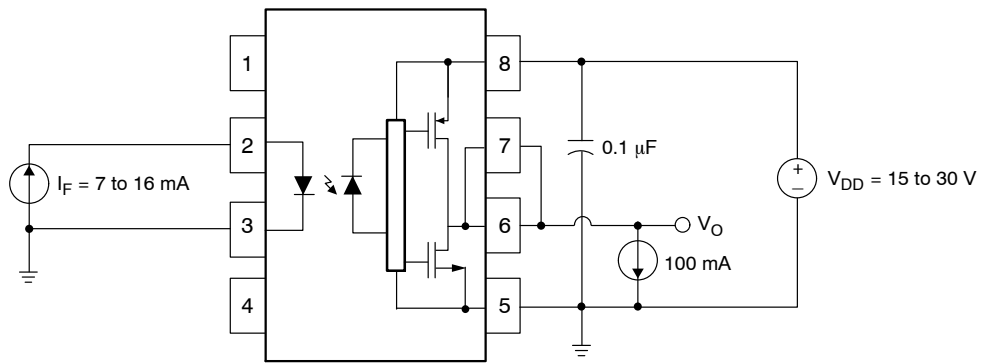 1
8
2
7
0.1 μF
+
–
V_DD = 15 to 30 V
I_F = 7 to 16 mA
3
6
V_O
100 mA
4
5